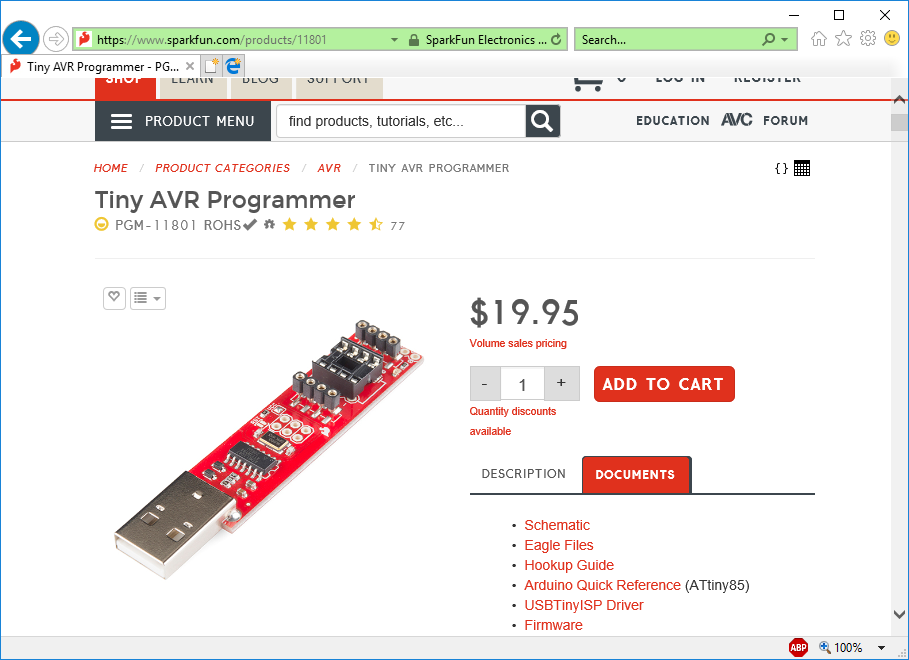 https://www.sparkfun.com/products/11801
SparkFun Electronics ...
Search...
Tiny AVR Programmer - PG...
SHOP
LEARN
BLOG
SUPPORT
0
LOG IN
REGISTER
PRODUCT MENU
find products, tutorials, etc...
EDUCATION
AVC
FORUM
HOME / PRODUCT CATEGORIES / AVR / TINY AVR PROGRAMMER
{ }
Tiny AVR Programmer
PGM-11801 ROHS 77
$19.95
Volume sales pricing
- 1 +
ADD TO CART
Quantity discounts
available
DESCRIPTION
DOCUMENTS
• Schematic
• Eagle Files
• Hookup Guide
• Arduino Quick Reference (ATtiny85)
• USBTinyISP Driver
• Firmware
ABP
100%